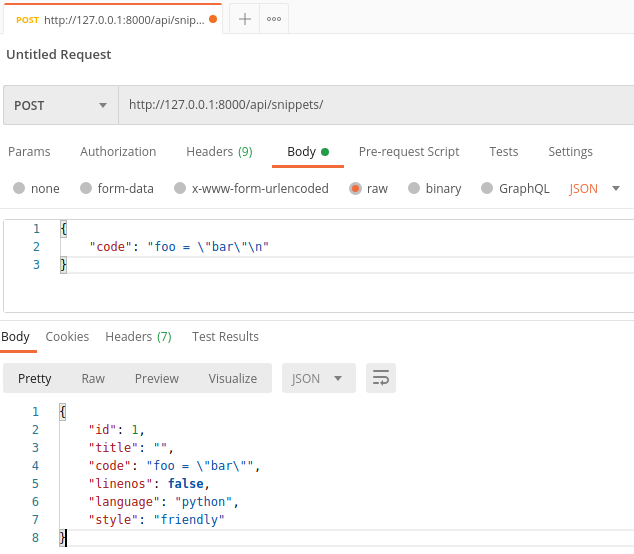 POST http://127.0.0.1:8000/api/snip...
Untitled Request
POST http://127.0.0.1:8000/api/snippets/
Params Authorization Headers (9) Body Pre-request Script Tests Settings
none form-data x-www-form-urlencoded raw binary GraphQL JSON
1 {
2 "code": "foo = \"bar\"\n"
3 }
Body Cookies Headers (7) Test Results
Pretty Raw Preview Visualize JSON
1 {
2 "id": 1,
3 "title": "",
4 "code": "foo = \"bar\"",
5 "linenos": false,
6 "language": "python",
7 "style": "friendly"
8 }